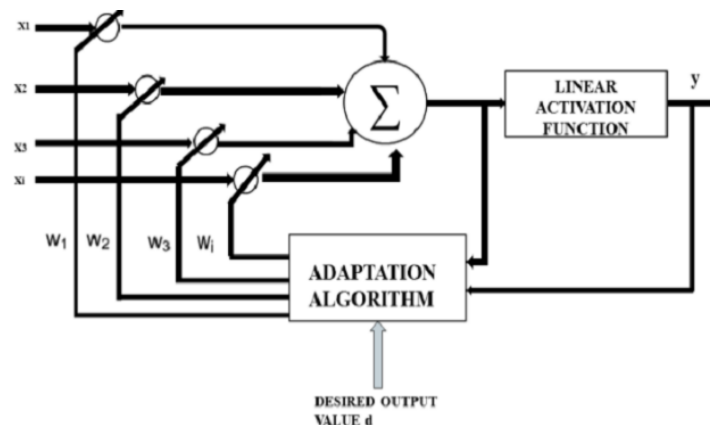 x1
x2
x3
xi
W1 W2 W3 Wi
Σ
LINEAR
ACTIVATION
FUNCTION
y
ADAPTATION
ALGORITHM
DESIRED OUTPUT
VALUE d